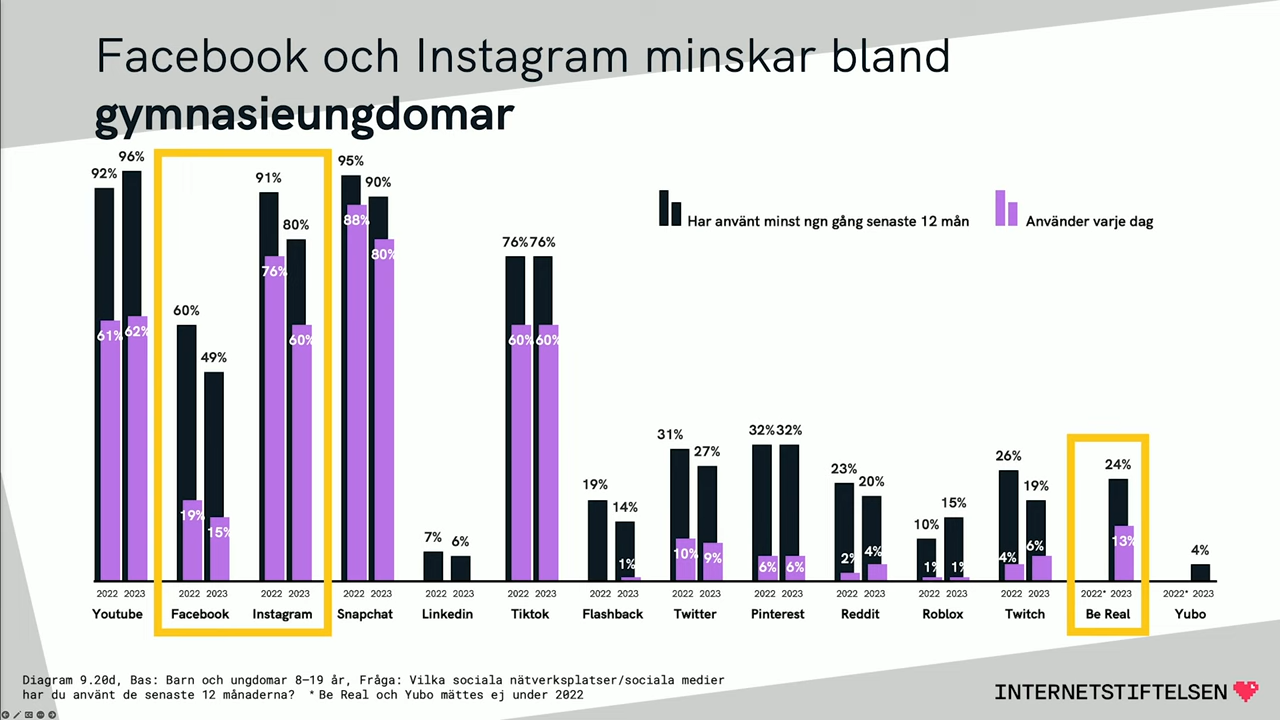 Facebook och Instagram minskar bland
gymnasieungdomar
92% 96% 61% 62%
60% 49% 19% 15%
91% 80% 76% 60%
95% 90% 88% 80%
7% 6%
76% 76% 60% 60%
19% 14% 1%
31% 27% 10% 9%
32% 32% 6% 6%
23% 20% 2% 4%
10% 15% 1% 1%
26% 19% 4% 6%
24% 13%
4%
Har använt minst ngn gång senaste 12 mån
Använder varje dag
2022 2023 2022 2023 2022 2023 2022 2023 2022 2023 2022 2023 2022 2023 2022 2023 2022 2023 2022 2023 2022 2023 2022 2023 2022* 2023 2022* 2023
Youtube Facebook Instagram Snapchat Linkedin Tiktok Flashback Twitter Pinterest Reddit Roblox Twitch Be Real Yubo
Diagram 9.20d, Bas: Barn och ungdomar 8–19 år, Fråga: Vilka sociala nätverksplatser/sociala medier
har du använt de senaste 12 månaderna? *Be Real och Yubo mättes ej under 2022
INTERNETSTIFTELSEN